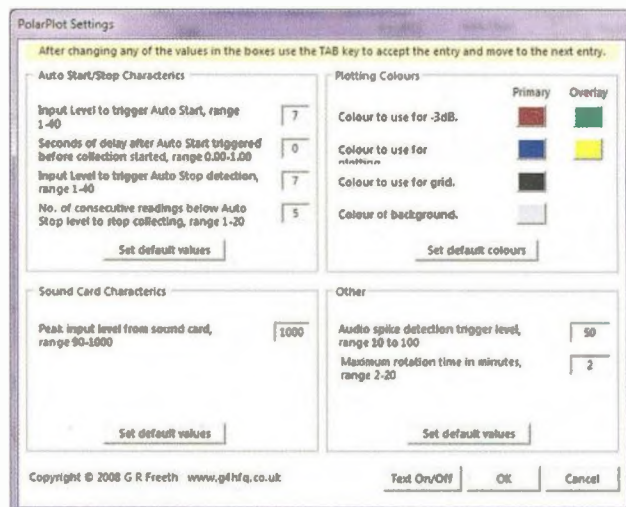 PolarPlot Settings
After changing any of the values in the boxes use the TAB key to accept the entry and move to the next entry.
Auto Start/Stop Characterics
Input Level to trigger Auto Start, range
1-40
7
Seconds of delay after Auto Start triggered
before collection started, range 0.00-1.00
0
Input Level to trigger Auto Stop detection,
range 1-40
7
No. of consecutive readings below Auto
Stop level to stop collecting, range 1-20
5
Set default values
Plotting Colours
Primary
Overlay
Colour to use for -3dB.
Colour to use for
plotting
Colour to use for grid.
Colour of background.
Set default colours
Sound Card Characterics
Peak input level from sound card,
range 90-1000
1000
Set default values
Other
Audio spike detection trigger level,
range 10 to 100
50
Maximum rotation time in minutes,
range 2-20
2
Set default values
Copyright © 2008 G R Freeth www.g4hfq.co.uk
Text On/Off
OK
Cancel